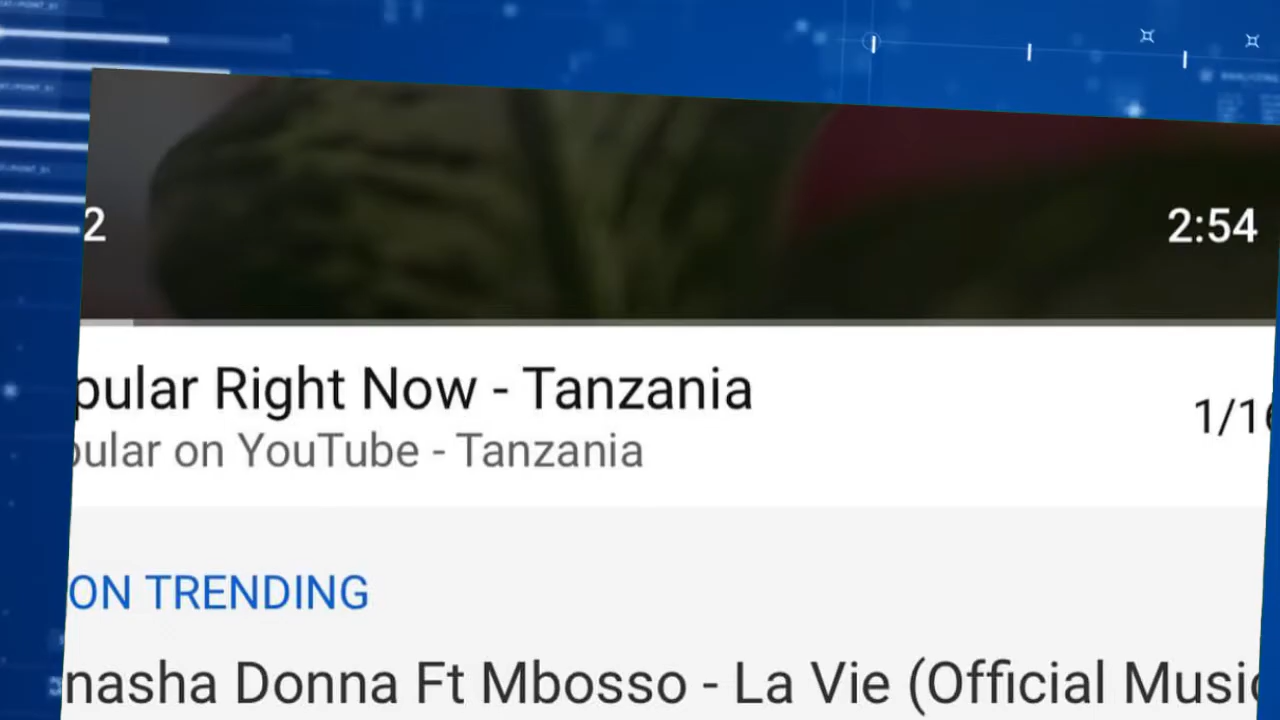 2
2:54
pular Right Now - Tanzania
1/16
pular on YouTube - Tanzania
ON TRENDING
nasha Donna Ft Mbosso - La Vie (Official Music